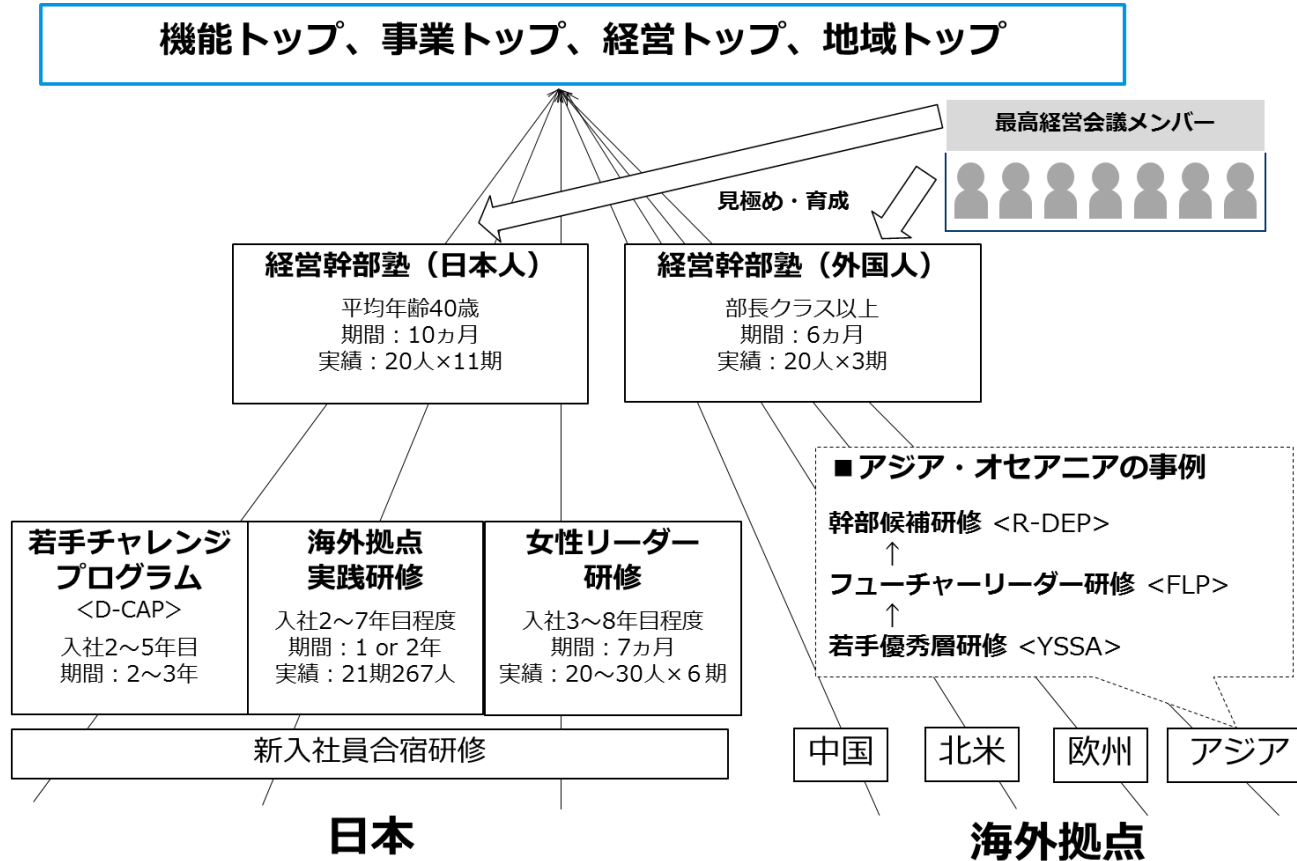 機能トップ、事業トップ、経営トップ、地域トップ
最高経営会議メンバー
見極め・育成
経営幹部塾（日本人）
平均年齢40歳
期間：10ヵ月
実績：20人×11期
経営幹部塾（外国人）
部長クラス以上
期間：6ヵ月
実績：20人×3期
■アジア・オセアニアの事例
幹部候補研修 <R-DEP>
↑
フューチャーリーダー研修 <FLP>
↑
若手優秀層研修 <YSSA>
若手チャレンジ
プログラム
<D-CAP>
入社2～5年目
期間：2～3年
海外拠点
実践研修
入社2～7年目程度
期間：1 or 2年
実績：21期267人
女性リーダー
研修
入社3～8年目程度
期間：7ヵ月
実績：20～30人×６期
新入社員合宿研修
中国
北米
欧州
アジア
日本
海外拠点